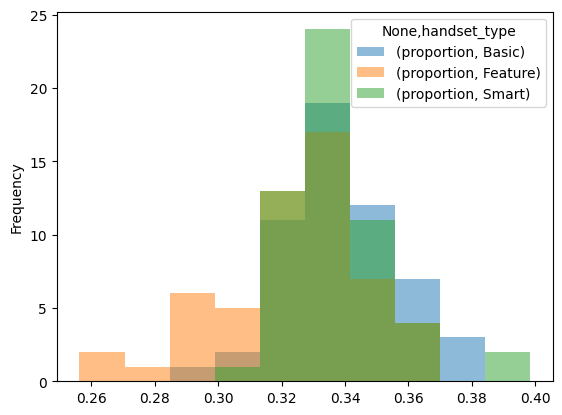 None,handset_type
(proportion, Basic)
(proportion, Feature)
(proportion, Smart)
Frequency
25
20
15
10
5
0
0.26 0.28 0.30 0.32 0.34 0.36 0.38 0.40